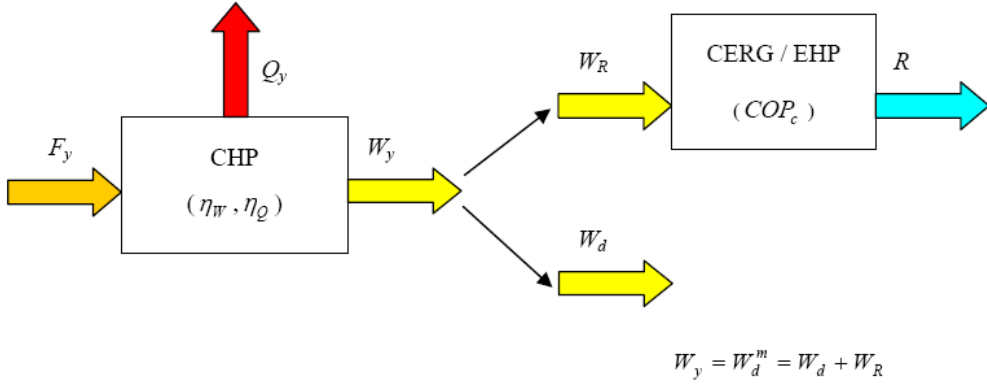 Q_y
F_y
CHP
( η_W , η_Q )
W_y
W_R
CERG / EHP
( COP_c )
R
W_d
W_y = W_d^m = W_d + W_R